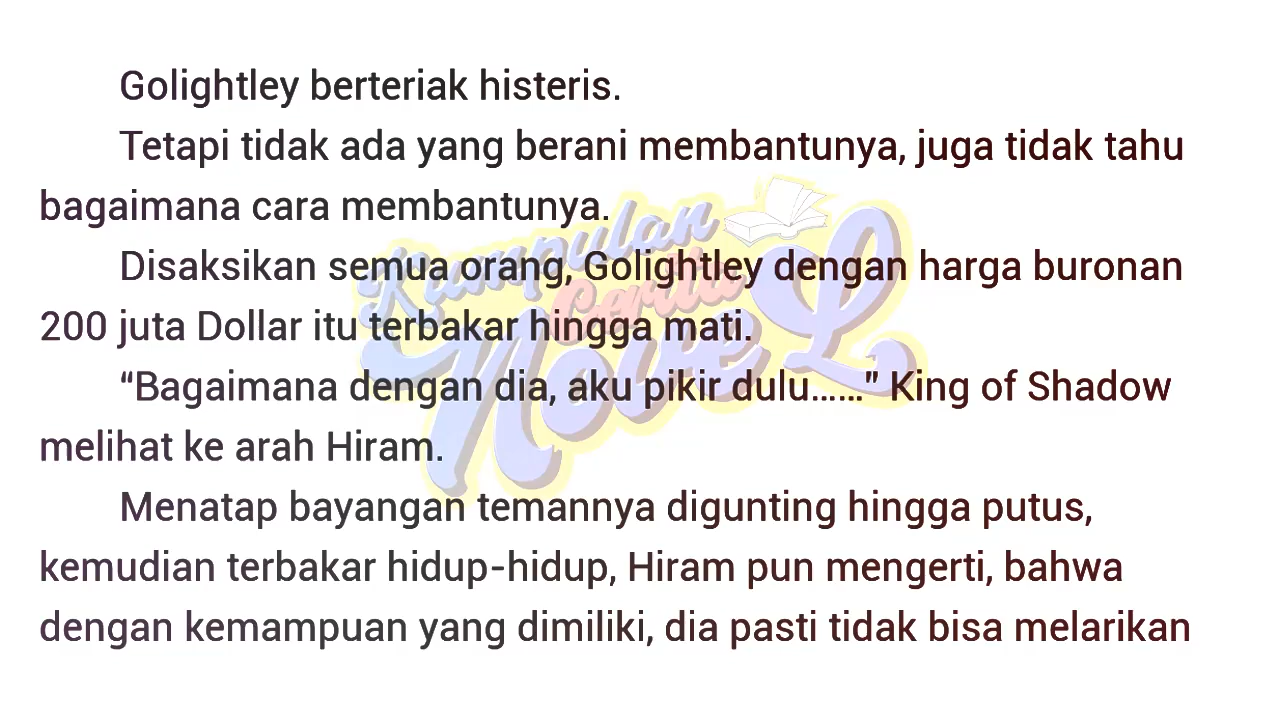 Golightley berteriak histeris.
Tetapi tidak ada yang berani membantunya, juga tidak tahu
bagaimana cara membantunya.
Disaksikan semua orang, Golightley dengan harga buronan
200 juta Dollar itu terbakar hingga mati.
“Bagaimana dengan dia, aku pikir dulu……” King of Shadow
melihat ke arah Hiram.
Menatap bayangan temannya digunting hingga putus,
kemudian terbakar hidup-hidup, Hiram pun mengerti, bahwa
dengan kemampuan yang dimiliki, dia pasti tidak bisa melarikan
Kumpulan
Cerita
Novel